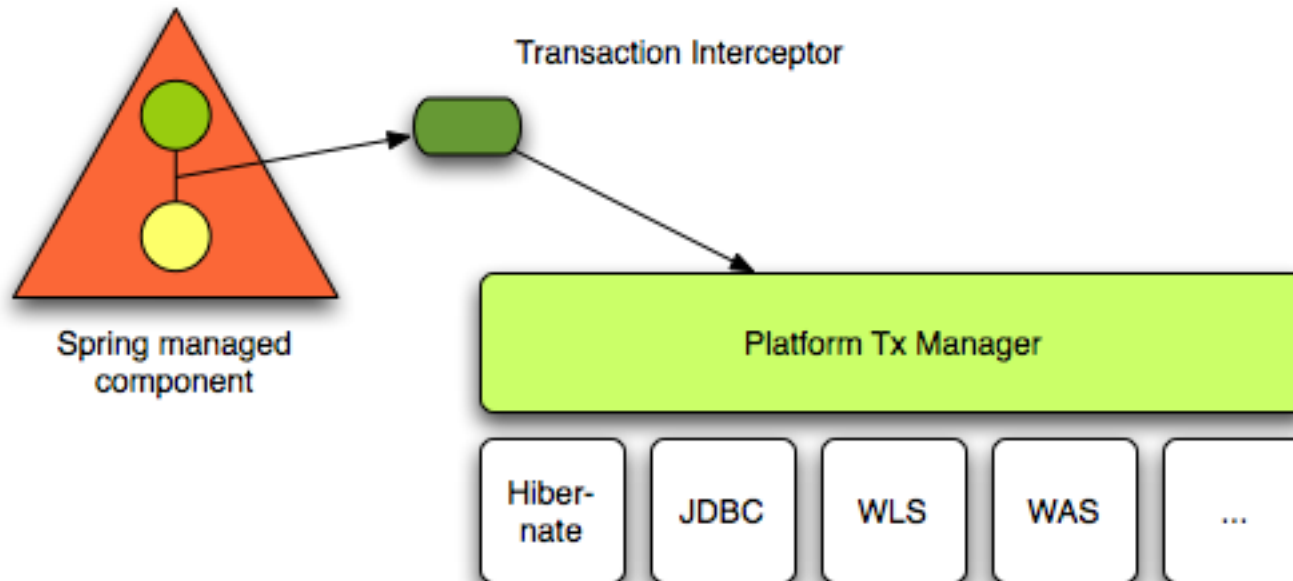 Transaction Interceptor
Spring managed
component
Platform Tx Manager
Hiber-
nate
JDBC
WLS
WAS
...